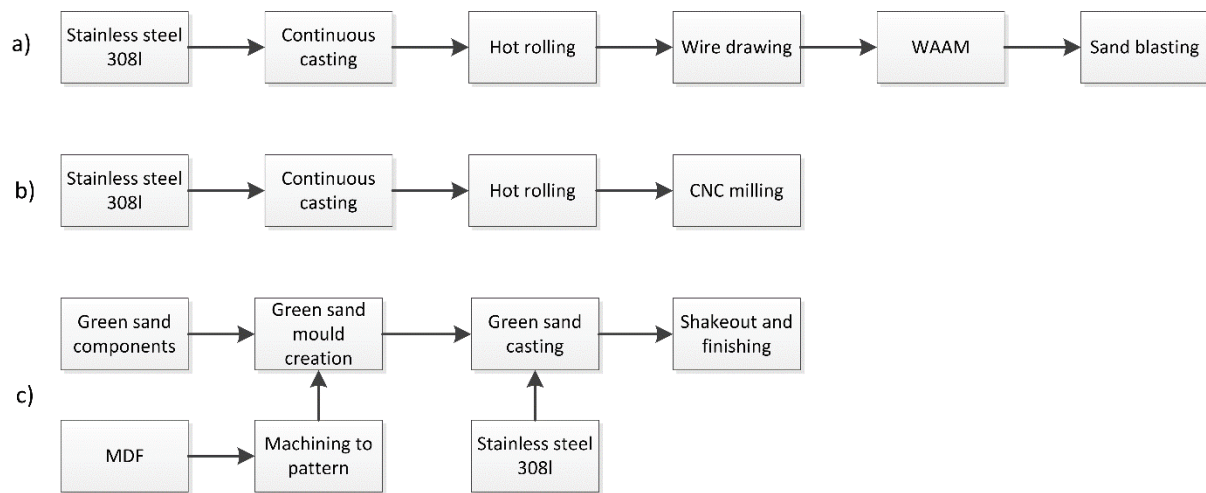 a)
Stainless steel
308l
Continuous
casting
Hot rolling
Wire drawing
WAAM
Sand blasting
b)
Stainless steel
308l
Continuous
casting
Hot rolling
CNC milling
c)
Green sand
components
Green sand
mould
creation
Green sand
casting
Shakeout and
finishing
MDF
Machining to
pattern
Stainless steel
308l